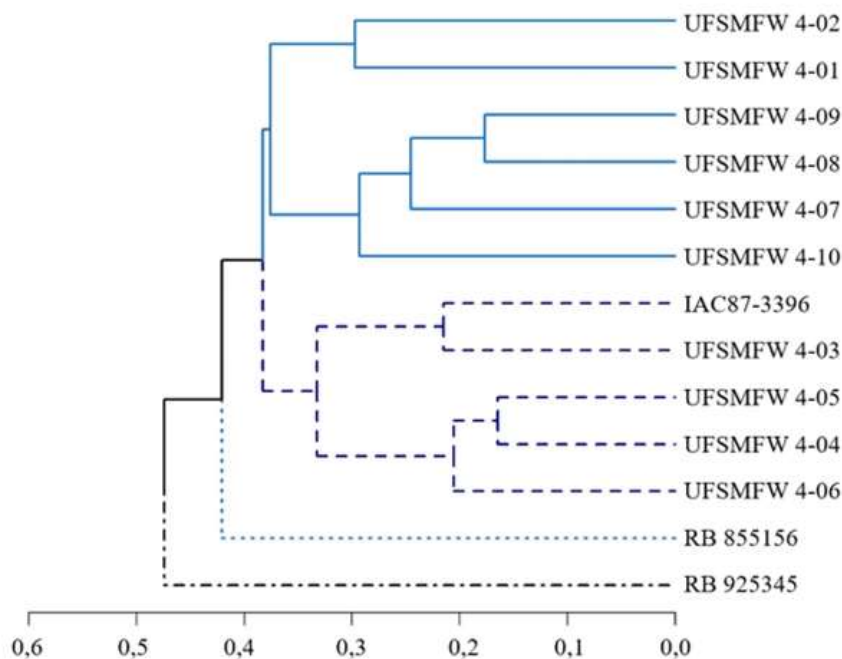 UFSMFW 4-02
UFSMFW 4-01
UFSMFW 4-09
UFSMFW 4-08
UFSMFW 4-07
UFSMFW 4-10
IAC87-3396
UFSMFW 4-03
UFSMFW 4-05
UFSMFW 4-04
UFSMFW 4-06
RB 855156
RB 925345
0,6 0,5 0,4 0,3 0,2 0,1 0,0